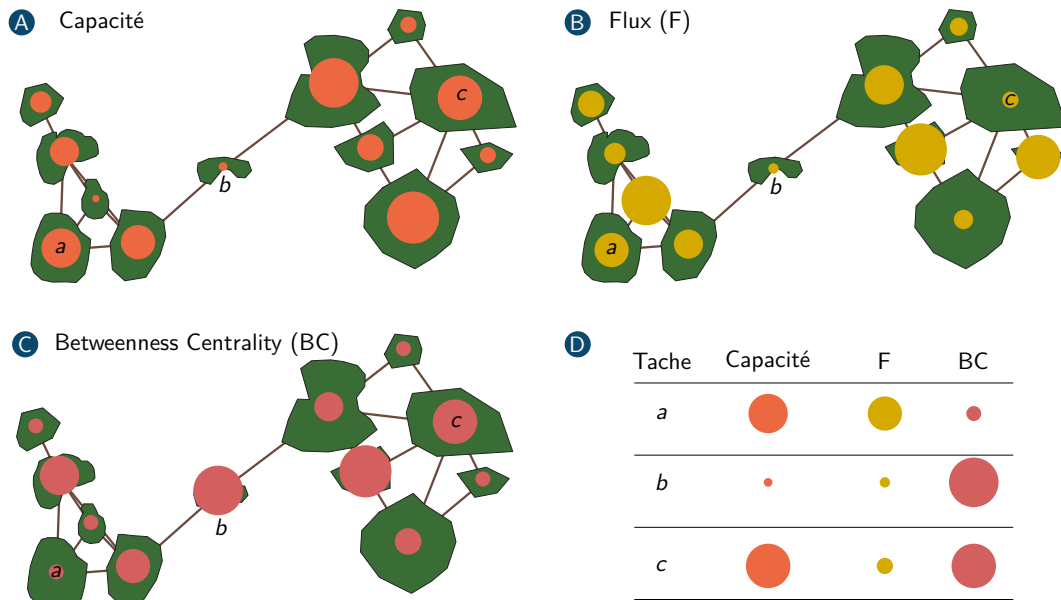 A Capacité
c
b
a
B Flux (F)
c
b
a
C Betweenness Centrality (BC)
c
b
a
D
Tache Capacité F BC
a
b
c